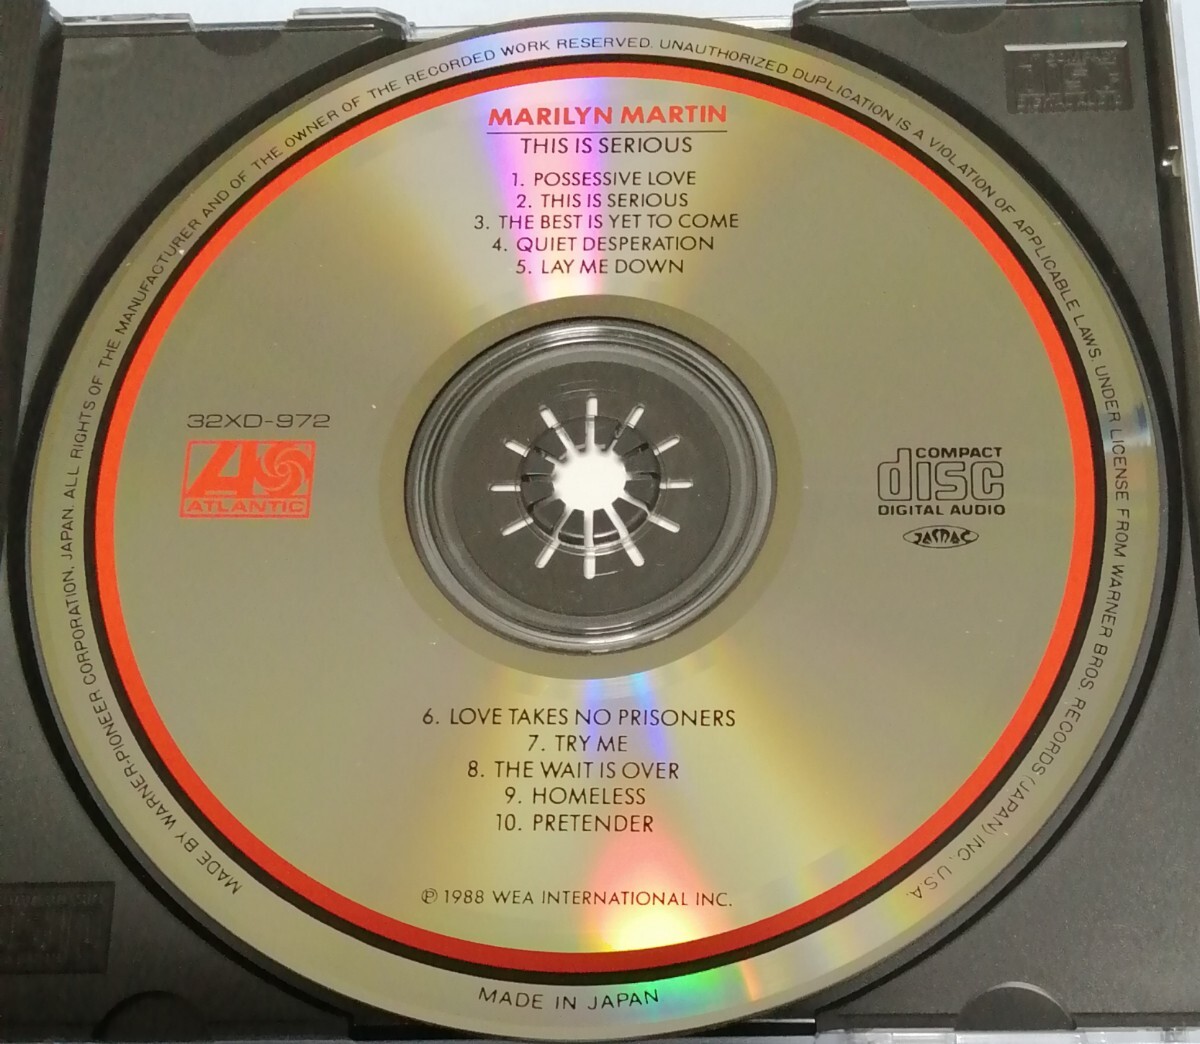 MARILYN MARTIN
THIS IS SERIOUS
1. POSSESSIVE LOVE
2. THIS IS SERIOUS
3. THE BEST IS YET TO COME
4. QUIET DESPERATION
5. LAY ME DOWN
32XD-972
ATLANTIC
COMPACT
disc
DIGITAL AUDIO
JASRAC
6. LOVE TAKES NO PRISONERS
7. TRY ME
8. THE WAIT IS OVER
9. HOMELESS
10. PRETENDER
℗ 1988 WEA INTERNATIONAL INC.
MADE BY WARNER-PIONEER CORPORATION, JAPAN. ALL RIGHTS OF THE MANUFACTURER AND OF THE OWNER OF THE RECORDED WORK RESERVED. UNAUTHORIZED DUPLICATION IS A VIOLATION OF APPLICABLE LAWS. UNDER LICENSE FROM WARNER BROS. RECORDS (JAPAN) INC., U.S.A.
MADE IN JAPAN